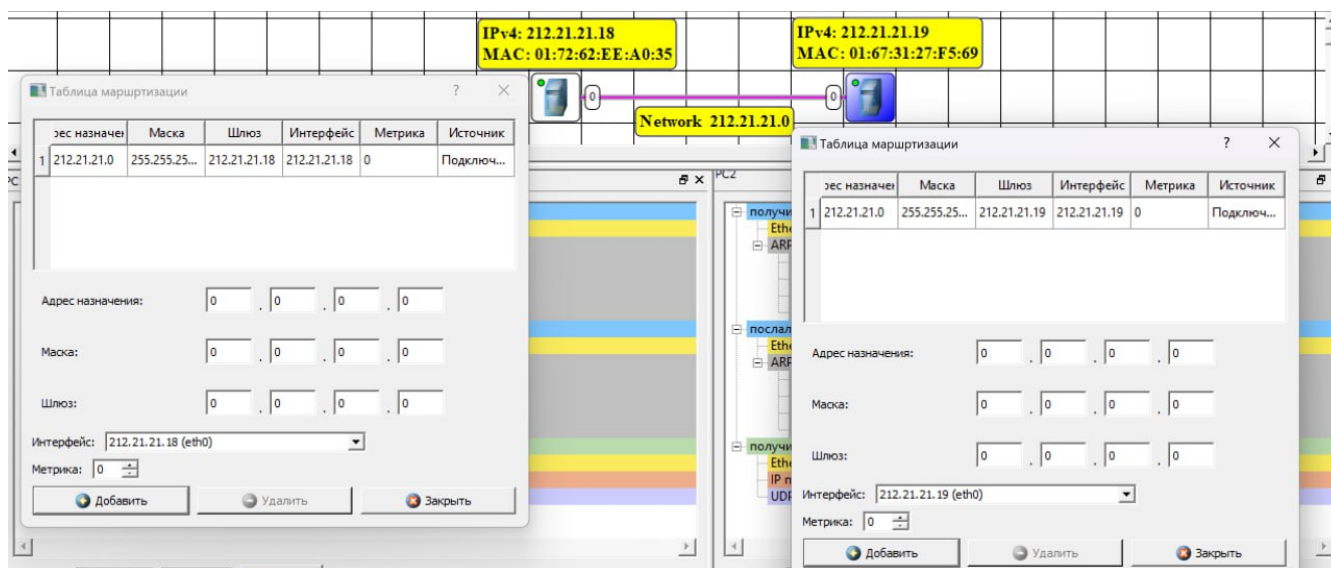 IPv4: 212.21.21.18
MAC: 01:72:62:EE:A0:35
IPv4: 212.21.21.19
MAC: 01:67:31:27:F5:69
0
0
Network 212.21.21.0
Таблица маршртизации
? ×
рес назначен Маска Шлюз Интерфейс Метрика Источник
1 212.21.21.0 255.255.25... 212.21.21.18 212.21.21.18 0 Подключ...
Адрес назначения: 0 . 0 . 0 . 0
Маска: 0 . 0 . 0 . 0
Шлюз: 0 . 0 . 0 . 0
Интерфейс: 212.21.21.18 (eth0)
Метрика: 0
Добавить Удалить Закрыть
PC
PC2
получи
Ethe
ARP
послал
Ethe
ARP
получи
Ethe
IP п
UDP
Таблица маршртизации
? ×
рес назначен Маска Шлюз Интерфейс Метрика Источник
1 212.21.21.0 255.255.25... 212.21.21.19 212.21.21.19 0 Подключ...
Адрес назначения: 0 . 0 . 0 . 0
Маска: 0 . 0 . 0 . 0
Шлюз: 0 . 0 . 0 . 0
Интерфейс: 212.21.21.19 (eth0)
Метрика: 0
Добавить Удалить Закрыть